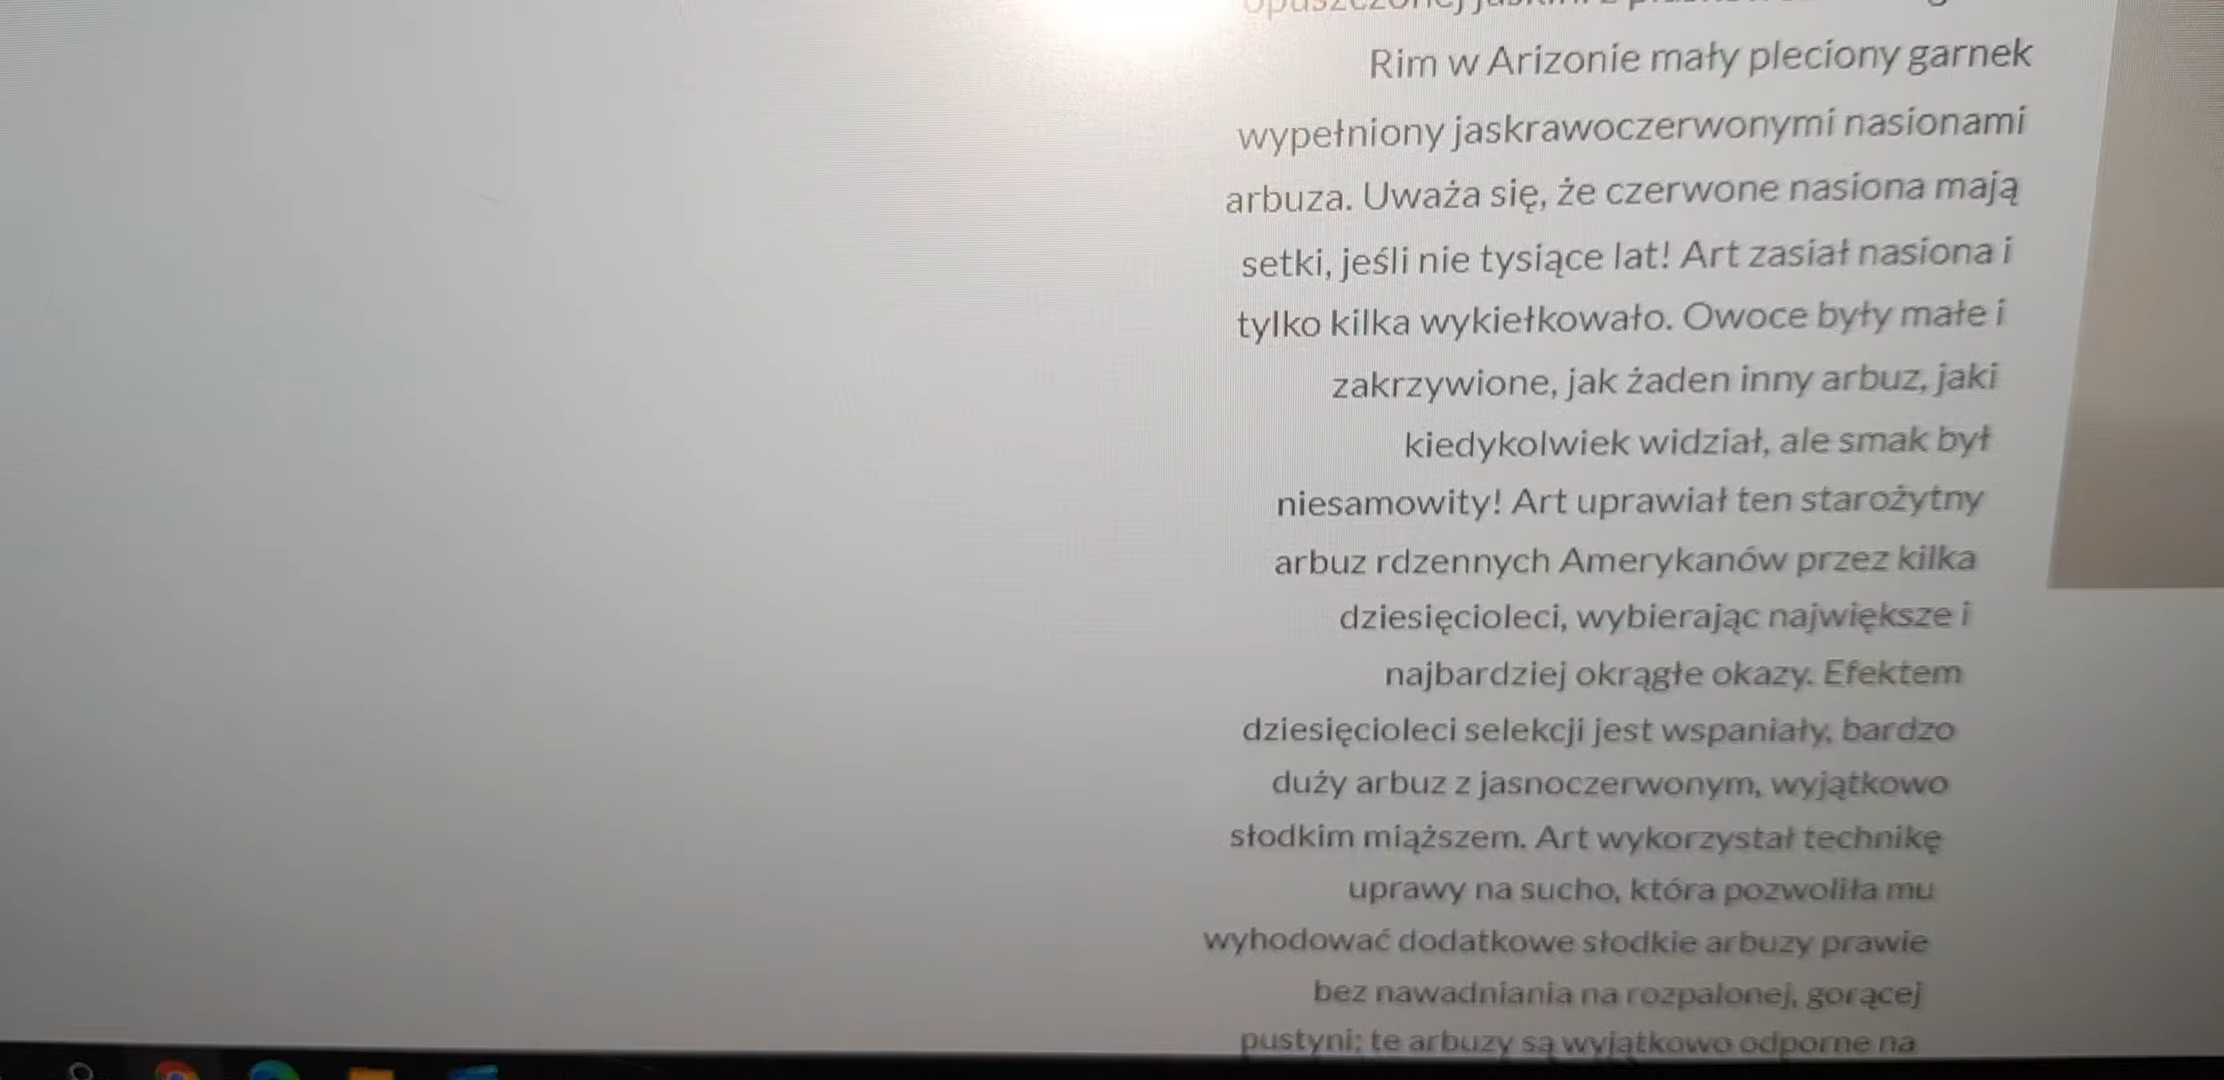 opuszczonej
Rim w Arizonie mały pleciony garnek
wypełniony jaskrawoczerwonymi nasionami
arbuza. Uważa się, że czerwone nasiona mają
setki, jeśli nie tysiące lat! Art zasiał nasiona i
tylko kilka wykiełkowało. Owoce były małe i
zakrzywione, jak żaden inny arbuz, jaki
kiedykolwiek widział, ale smak był
niesamowity! Art uprawiał ten starożytny
arbuz rdzennych Amerykanów przez kilka
dziesięcioleci, wybierając największe i
najbardziej okrągłe okazy. Efektem
dziesięcioleci selekcji jest wspaniały, bardzo
duży arbuz z jasnoczerwonym, wyjątkowo
słodkim miąższem. Art wykorzystał technikę
uprawy na sucho, która pozwoliła mu
wyhodować dodatkowe słodkie arbuzy prawie
bez nawadniania na rozpalonej, gorącej
pustyni; te arbuzy są wyjątkowo odporne na